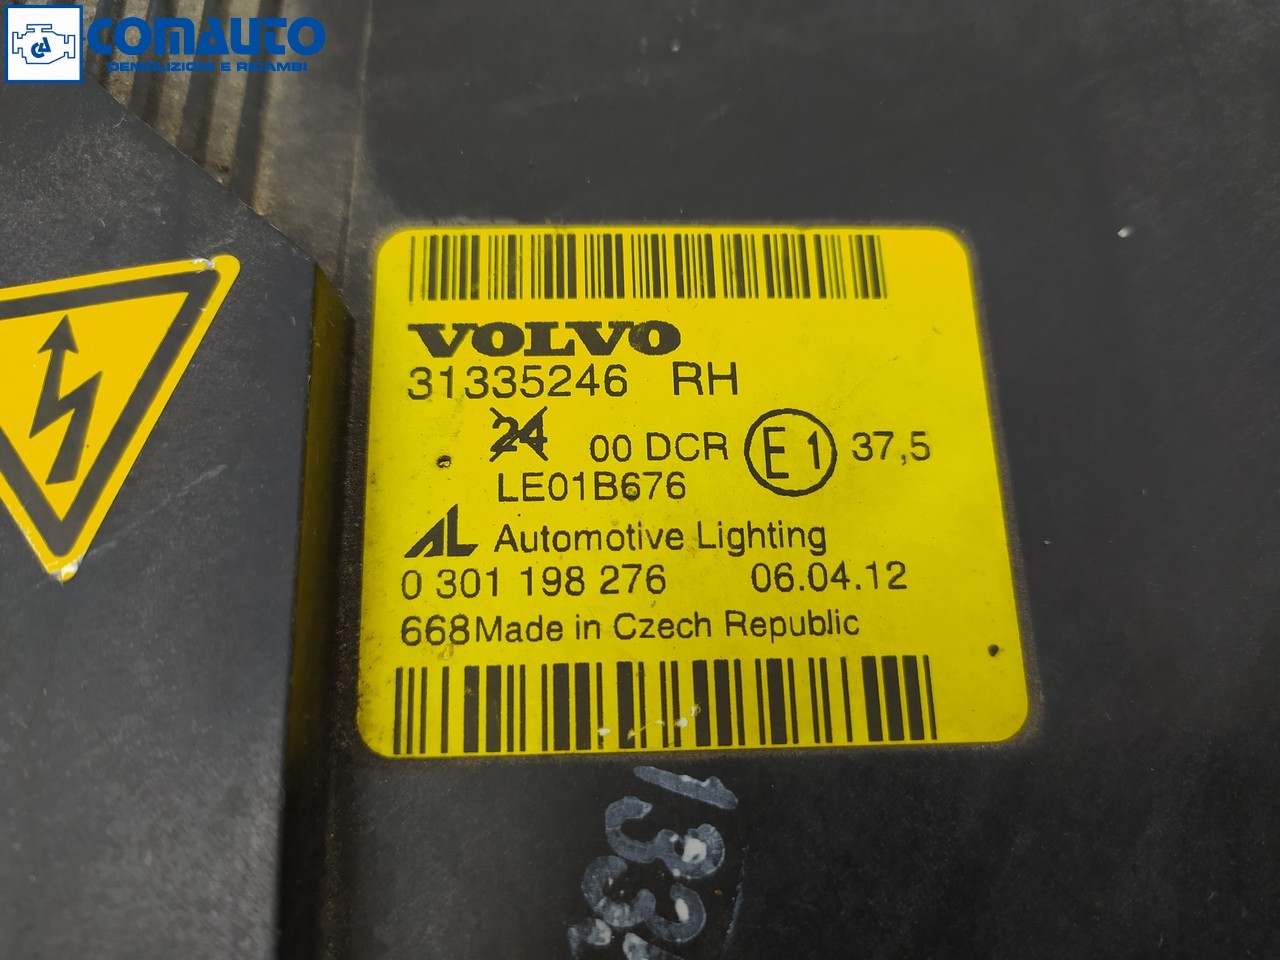 COMAUTO
DEMOLIZIONI E RICAMBI
VOLVO
31335246 RH
24 00 DCR E1 37,5
LE01B676
AL Automotive Lighting
0 301 198 276 06.04.12
668 Made in Czech Republic
133